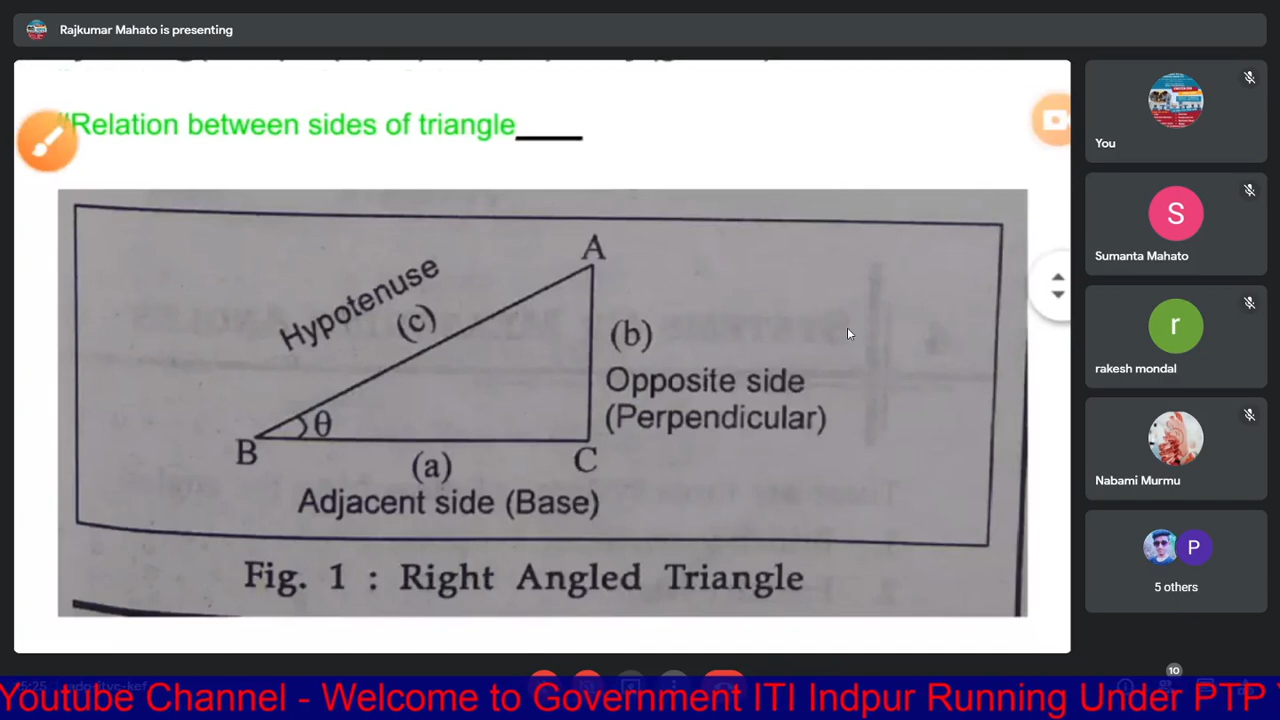 Rajkumar Mahato is presenting
"Relation between sides of triangle____
A
Hypotenuse
(c)
(b)
Opposite side
(Perpendicular)
θ
B
(a)
C
Adjacent side (Base)
Fig. 1 : Right Angled Triangle
You
S
Sumanta Mahato
r
rakesh mondal
Nabami Murmu
P
5 others
10
Youtube Channel - Welcome to Government ITI Indpur Running Under PTP